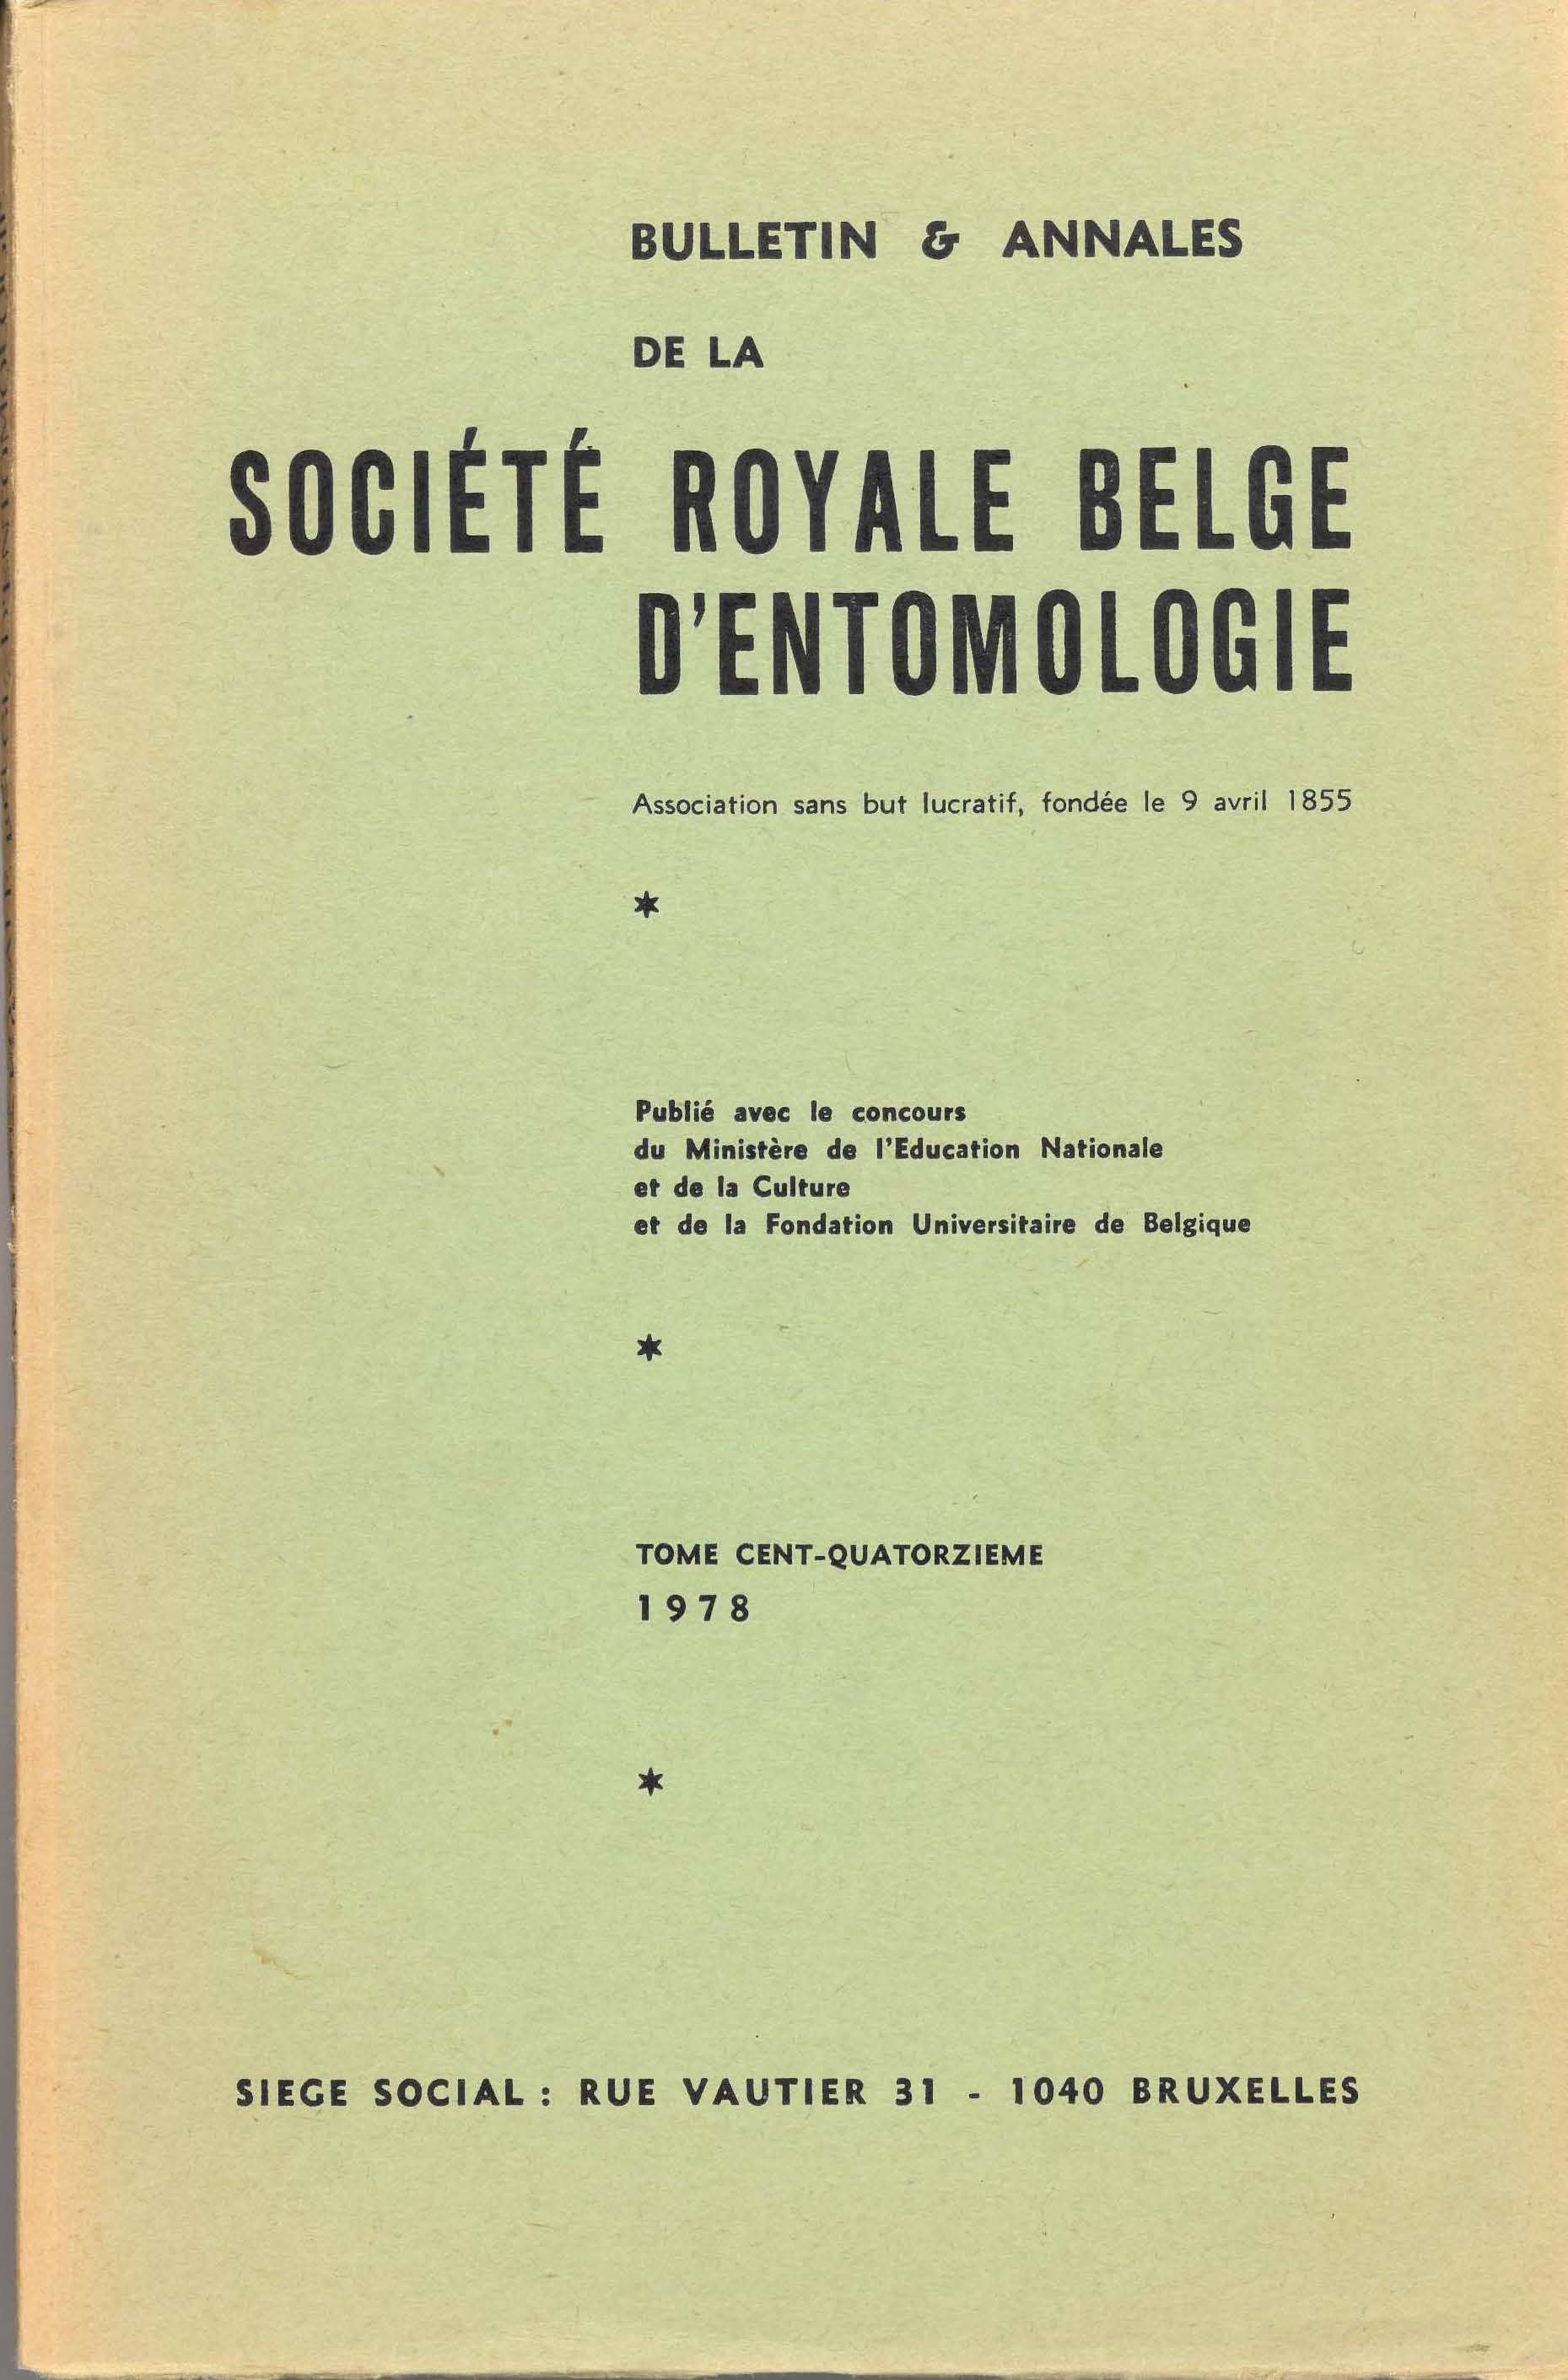 BULLETIN & ANNALES
DE LA
SOCIÉTÉ ROYALE BELGE
D'ENTOMOLOGIE
Association sans but lucratif, fondée le 9 avril 1855
*
Publié avec le concours
du Ministère de l'Education Nationale
et de la Culture
et de la Fondation Universitaire de Belgique
*
TOME CENT-QUATORZIEME
1978
*
SIEGE SOCIAL : RUE VAUTIER 31 - 1040 BRUXELLES